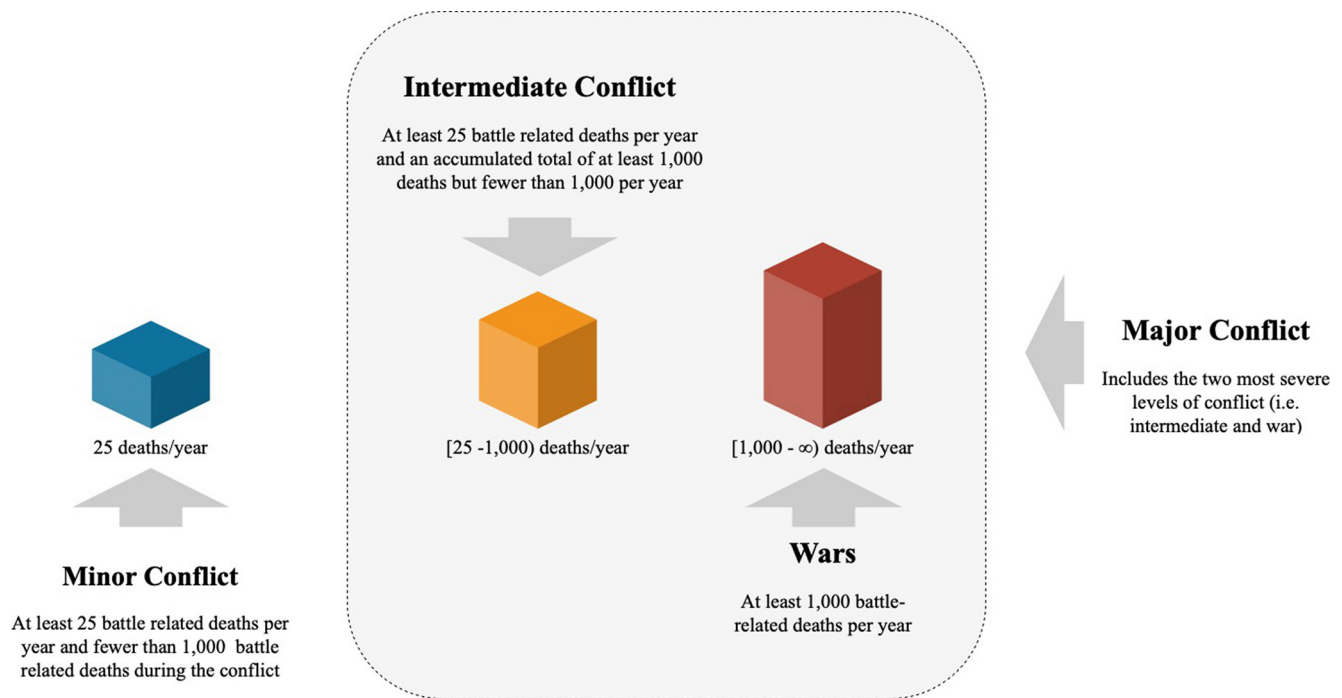 Intermediate Conflict
At least 25 battle related deaths per year
and an accumulated total of at least 1,000
deaths but fewer than 1,000 per year
25 deaths/year
[25 -1,000) deaths/year
[1,000 - ∞) deaths/year
Minor Conflict
At least 25 battle related deaths per
year and fewer than 1,000 battle
related deaths during the conflict
Wars
At least 1,000 battle-
related deaths per year
Major Conflict
Includes the two most severe
levels of conflict (i.e.
intermediate and war)